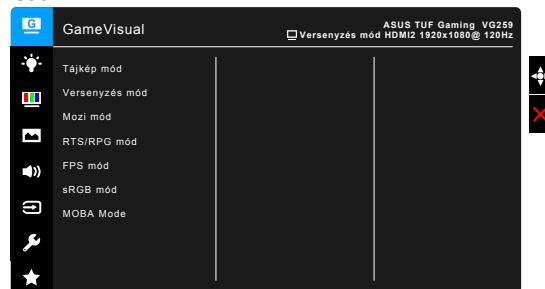 G
GameVisual
ASUS TUF Gaming VG259
Versenyzés mód HDMI2 1920x1080@ 120Hz
Tájkép mód
Versenyzés mód
Mozi mód
RTS/RPG mód
FPS mód
sRGB mód
MOBA Mode